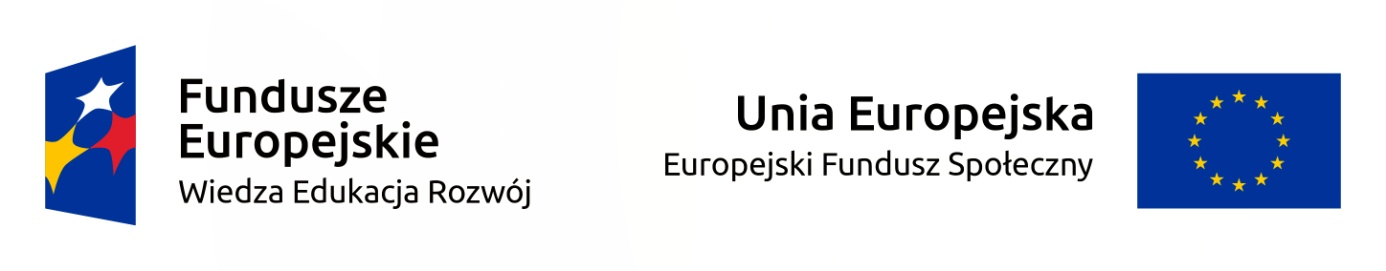 Fundusze
Europejskie
Wiedza Edukacja Rozwój
Unia Europejska
Europejski Fundusz Społeczny